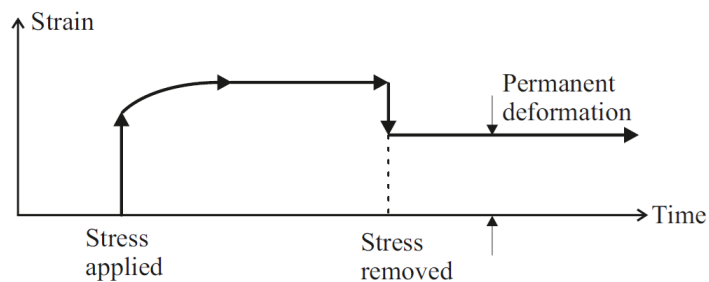 Strain
Permanent
deformation
Time
Stress
applied
Stress
removed